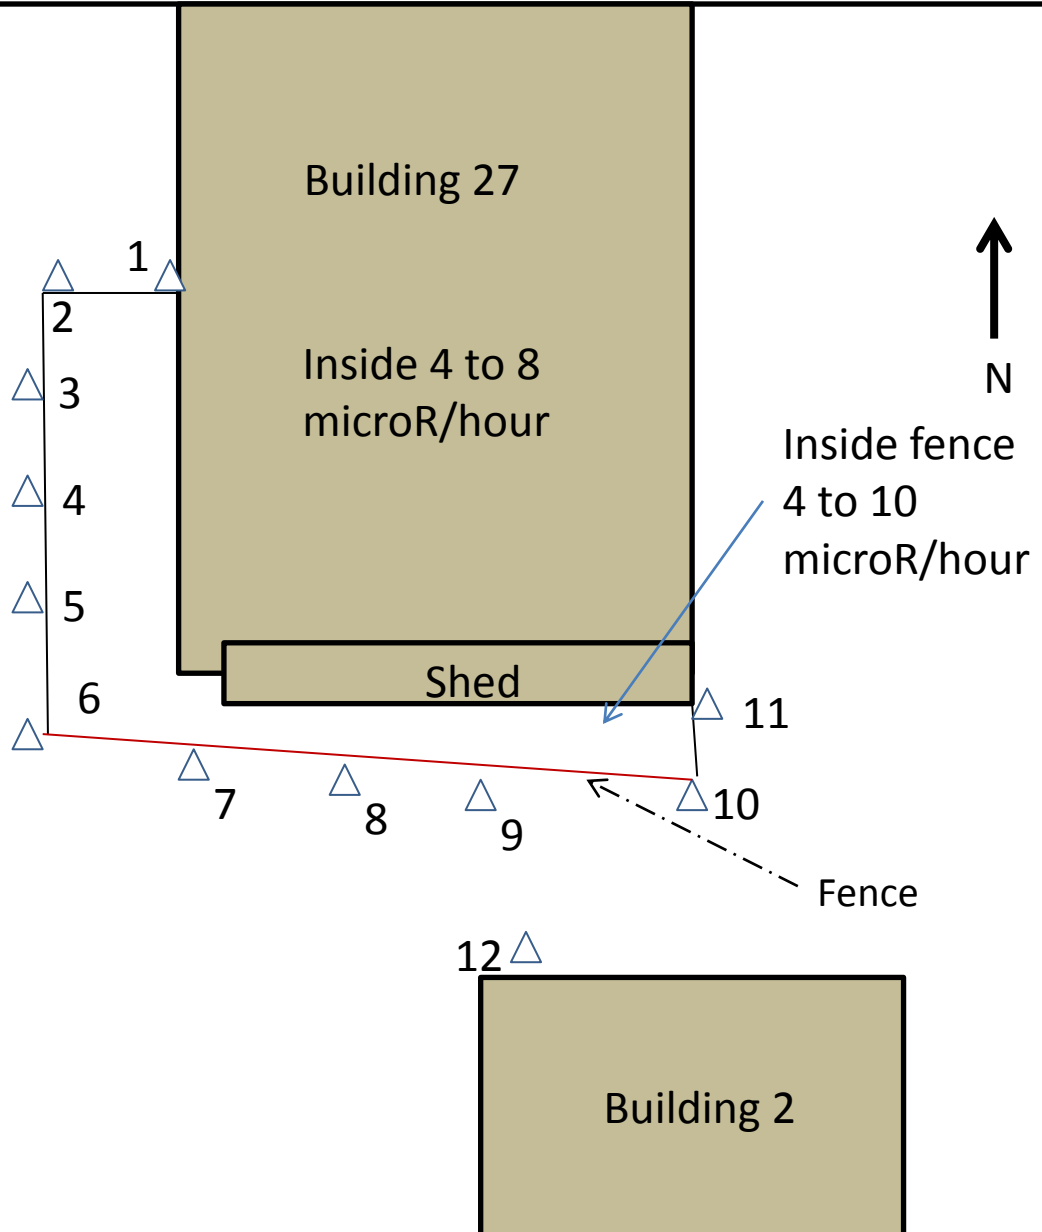 Building 27
1
2
Inside 4 to 8
microR/hour
N
3
Inside fence
4 to 10
microR/hour
4
5
Shed
6
11
7
8
9
10
Fence
12
Building 2